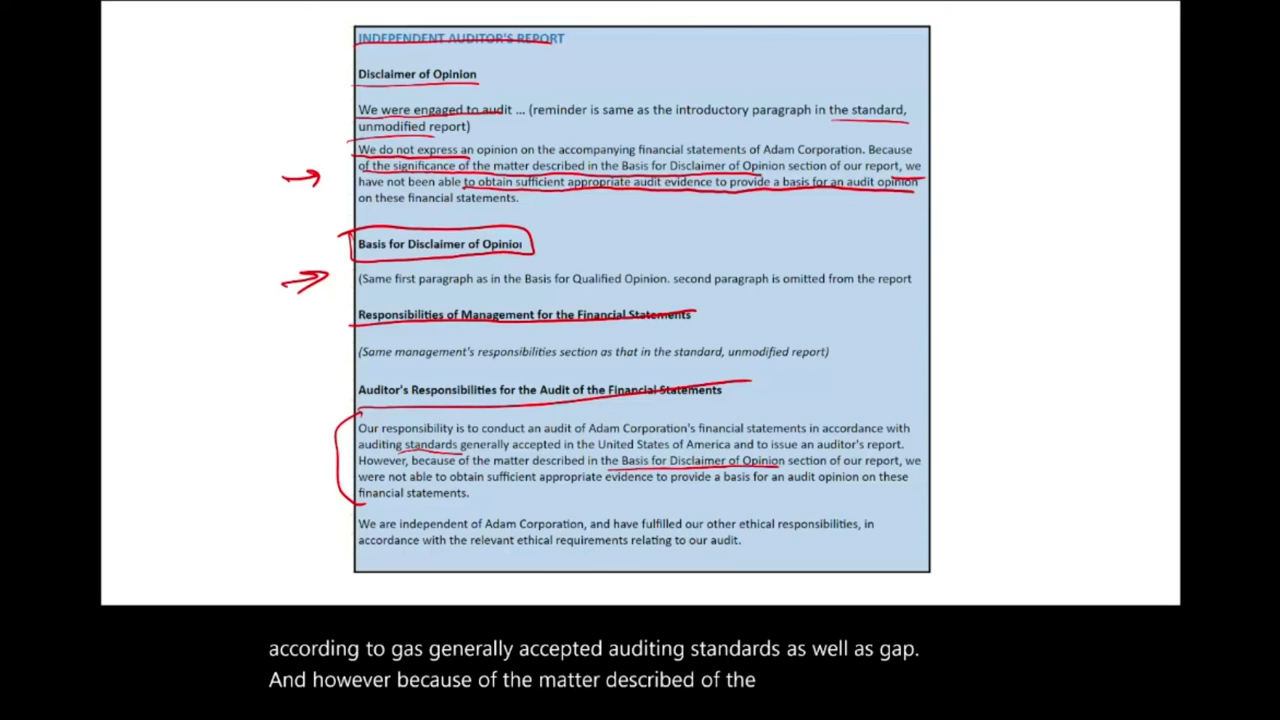 INDEPENDENT AUDITOR'S REPORT
Disclaimer of Opinion
We were engaged to audit ... (reminder is same as the introductory paragraph in the standard,
unmodified report)
We do not express an opinion on the accompanying financial statements of Adam Corporation. Because
of the significance of the matter described in the Basis for Disclaimer of Opinion section of our report, we
have not been able to obtain sufficient appropriate audit evidence to provide a basis for an audit opinion
on these financial statements.
Basis for Disclaimer of Opinion
(Same first paragraph as in the Basis for Qualified Opinion. second paragraph is omitted from the report
Responsibilities of Management for the Financial Statements
(Same management's responsibilities section as that in the standard, unmodified report)
Auditor's Responsibilities for the Audit of the Financial Statements
Our responsibility is to conduct an audit of Adam Corporation's financial statements in accordance with
auditing standards generally accepted in the United States of America and to issue an auditor's report.
However, because of the matter described in the Basis for Disclaimer of Opinion section of our report, we
were not able to obtain sufficient appropriate evidence to provide a basis for an audit opinion on these
financial statements.
We are independent of Adam Corporation, and have fulfilled our other ethical responsibilities, in
accordance with the relevant ethical requirements relating to our audit.
according to gas generally accepted auditing standards as well as gap.
And however because of the matter described of the